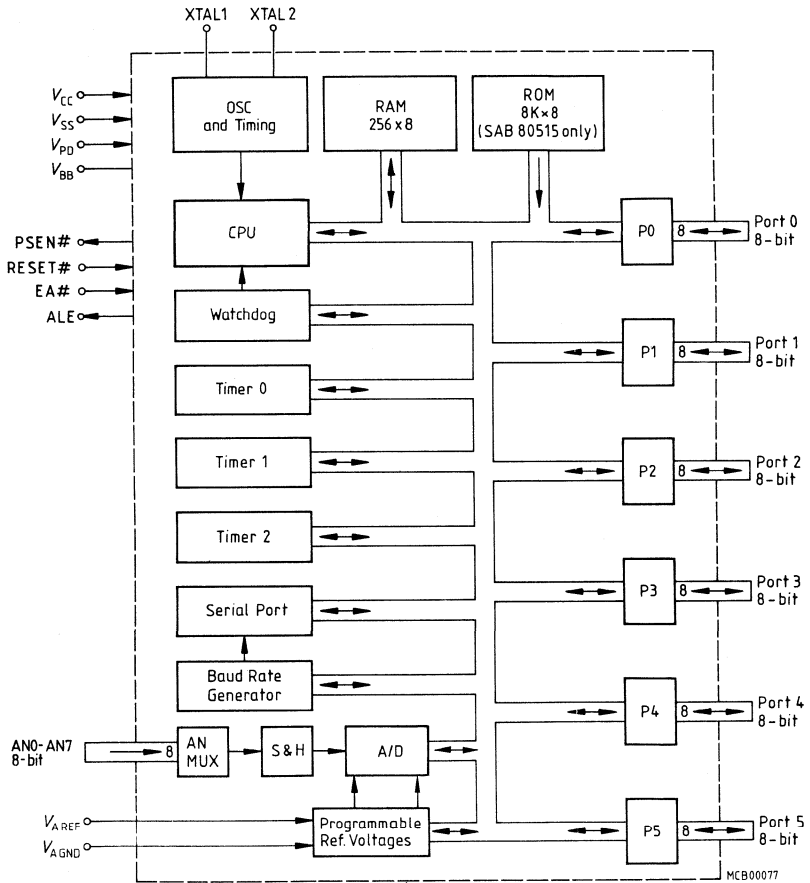 XTAL1 XTAL2
OSC
and Timing
RAM
256x8
ROM
8K×8
(SAB 80515 only)
VCC
VSS
VPD
VBB
PSEN#
RESET#
EA#
ALE
CPU
Watchdog
Timer 0
Timer 1
Timer 2
Serial Port
Baud Rate
Generator
AN0-AN7
8-bit
8
AN
MUX
S&H
A/D
VAREF
VAGND
Programmable
Ref. Voltages
P0
8
Port 0
8-bit
P1
8
Port 1
8-bit
P2
8
Port 2
8-bit
P3
8
Port 3
8-bit
P4
8
Port 4
8-bit
P5
8
Port 5
8-bit
MCB00077